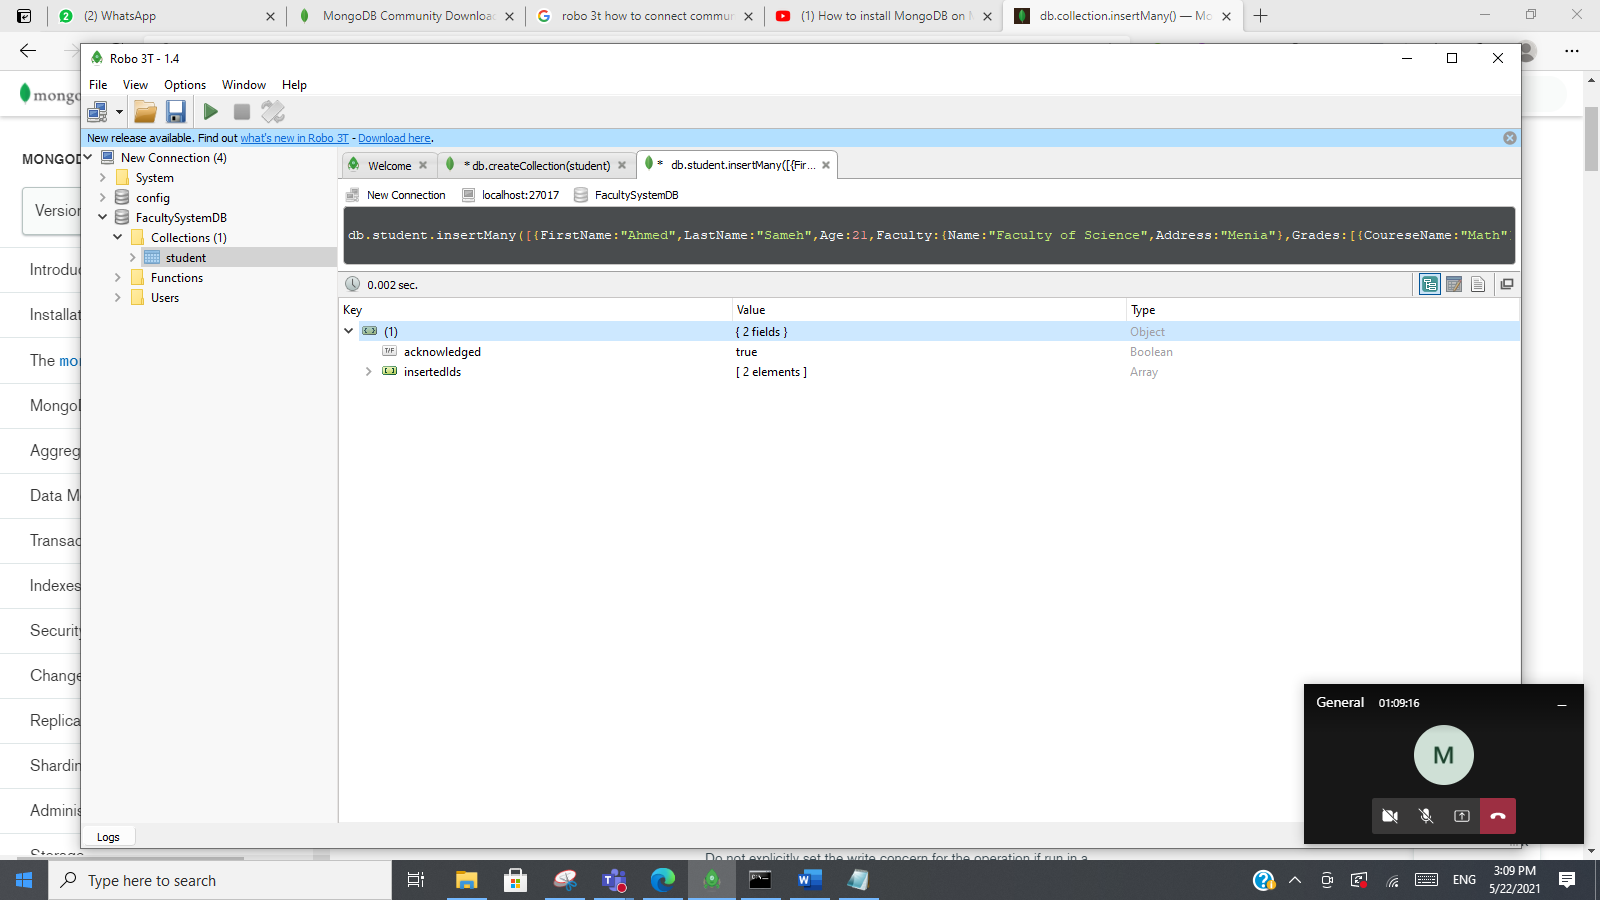 (2) WhatsApp
MongoDB Community Downloa
robo 3t how to connect commu
(1) How to install MongoDB on
db.collection.insertMany() — Mo
Robo 3T - 1.4
File View Options Window Help
mongo
New release available. Find out what's new in Robo 3T - Download here.
MONGOD
Version
Introduc
Installat
The mon
MongoD
Aggreg
Data M
Transac
Indexes
Security
Change
Replica
Shardin
Adminis
Storage
New Connection (4)
System
config
FacultySystemDB
Collections (1)
student
Functions
Users
Welcome
* db.createCollection(student)
* db.student.insertMany([{Fir...
New Connection localhost:27017 FacultySystemDB
db.student.insertMany([{FirstName:"Ahmed",LastName:"Sameh",Age:21,Faculty:{Name:"Faculty of Science",Address:"Menia"},Grades:[{CoureseName:"Math"
0.002 sec.
Key Value Type
(1) { 2 fields } Object
T/F acknowledged true Boolean
insertedIds [ 2 elements ] Array
Logs
General 01:09:16
M
Do not explicitly set the write concern for the operation if run in a
Type here to search
ENG
3:09 PM
5/22/2021